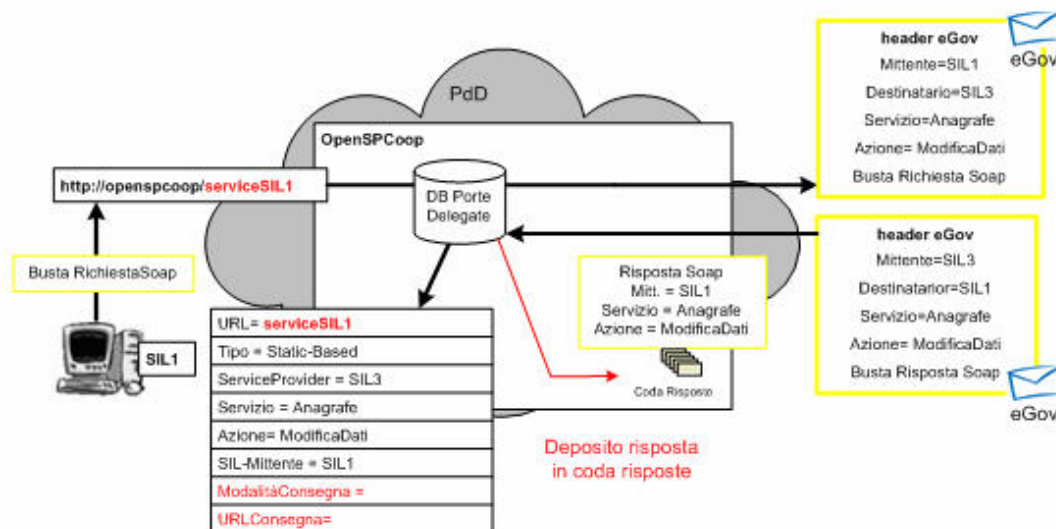 PdD
OpenSPCoop
http://openspcoop/serviceSIL1
DB Porte
Delegate
Busta RichiestaSoap
SIL1
URL= serviceSIL1
Tipo = Static-Based
ServiceProvider = SIL3
Servizio = Anagrafe
Azione= ModificaDati
SIL-Mittente = SIL1
ModalitàConsegna =
URLConsegna=
Risposta Soap
Mitt. = SIL1
Servizio = Anagrafe
Azione = ModificaDati
Coda Risposto
Deposito risposta
in coda risposte
header eGov
Mittente=SIL1
Destinatario=SIL3
Servizio=Anagrafe
Azione= ModificaDati
Busta Richiesta Soap
eGov
header eGov
Mittente=SIL3
Destinatarior=SIL1
Servizio=Anagrafe
Azione= ModificaDati
Busta Risposta Soap
eGov